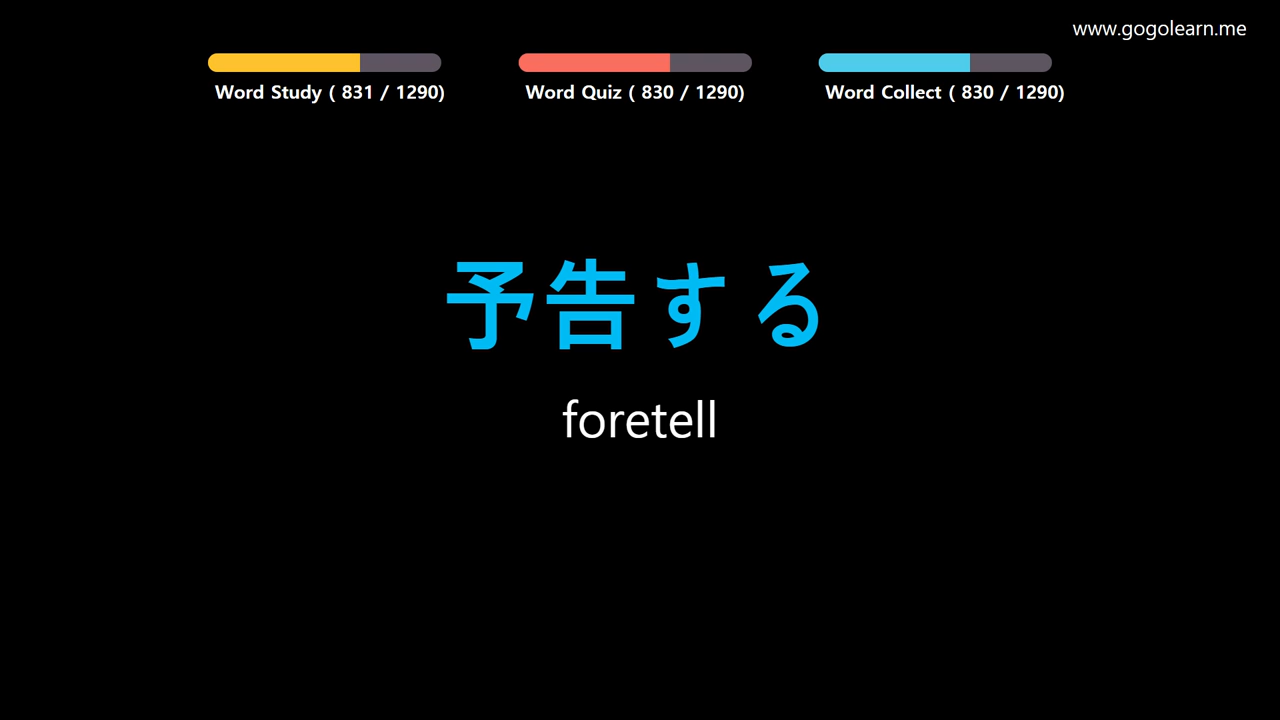 www.gogolearn.me
Word Study ( 831 / 1290)
Word Quiz ( 830 / 1290)
Word Collect ( 830 / 1290)
予告する
foretell